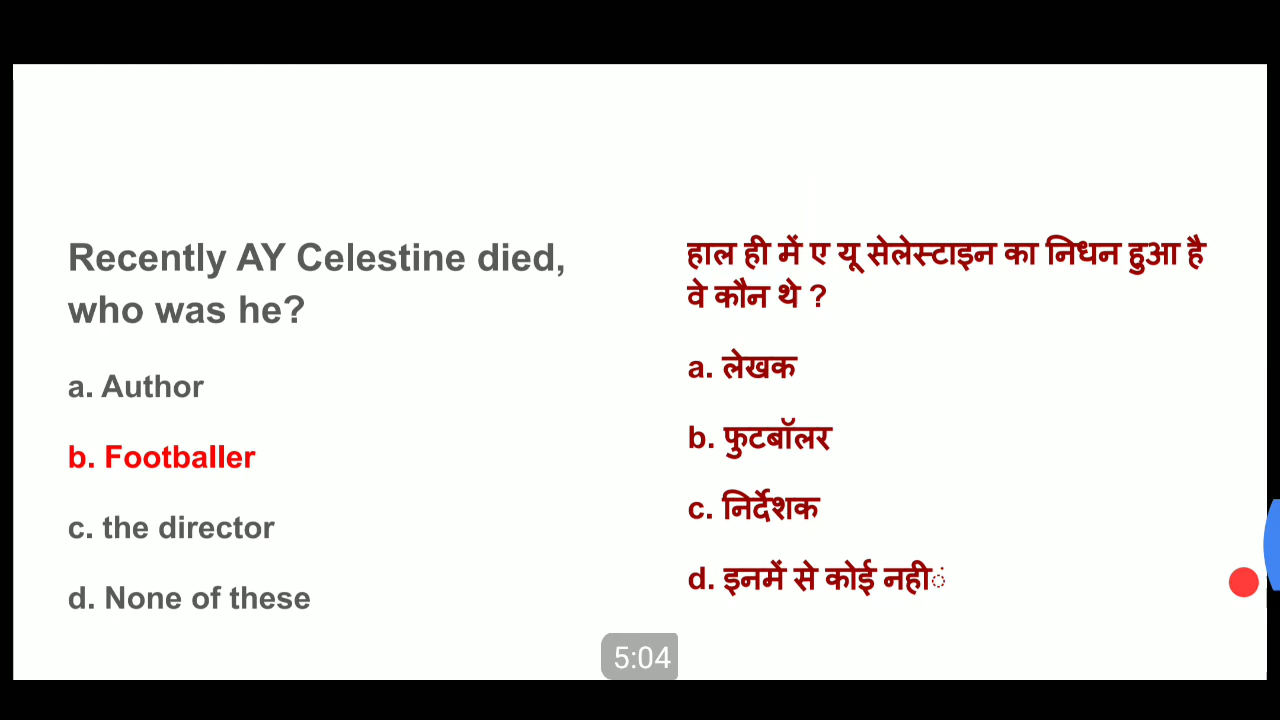 Recently AY Celestine died,
who was he?
a. Author
b. Footballer
c. the director
d. None of these
हाल ही में ए यू सेलेस्टाइन का निधन हुआ है
वे कौन थे ?
a. लेखक
b. फुटबॉलर
c. निर्देशक
d. इनमें से कोई नही◌ं
5:04